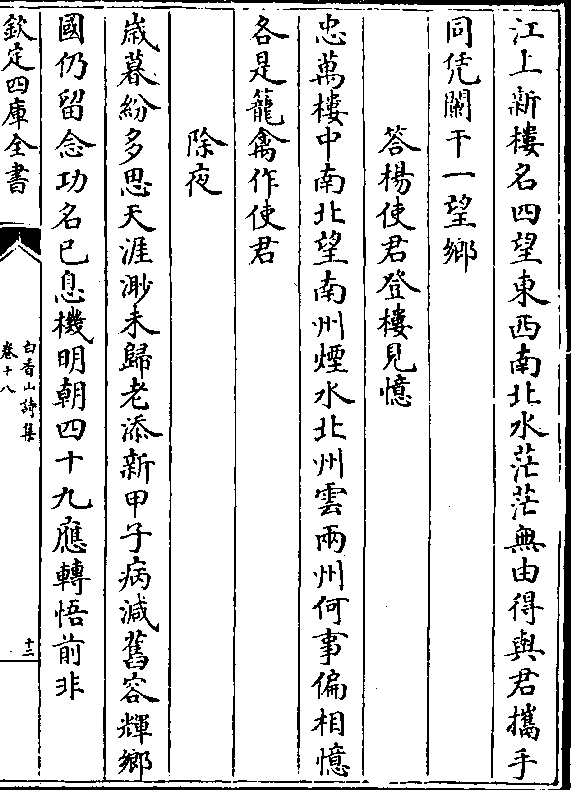 江上新樓名四望東西南北水茫茫無由得與君攜手
同凭闌干一望鄉
答楊使君登樓見憶
忠萬樓中南北望南州煙水北州雲兩州何事偏相憶
各是籠禽作使君
除夜
歲暮紛多思天涯渺未歸老添新甲子病減舊容輝鄉
國仍留念功名已息機明朝四十九應轉悟前非
欽定四庫全書
白香山詩集
卷十八
十三